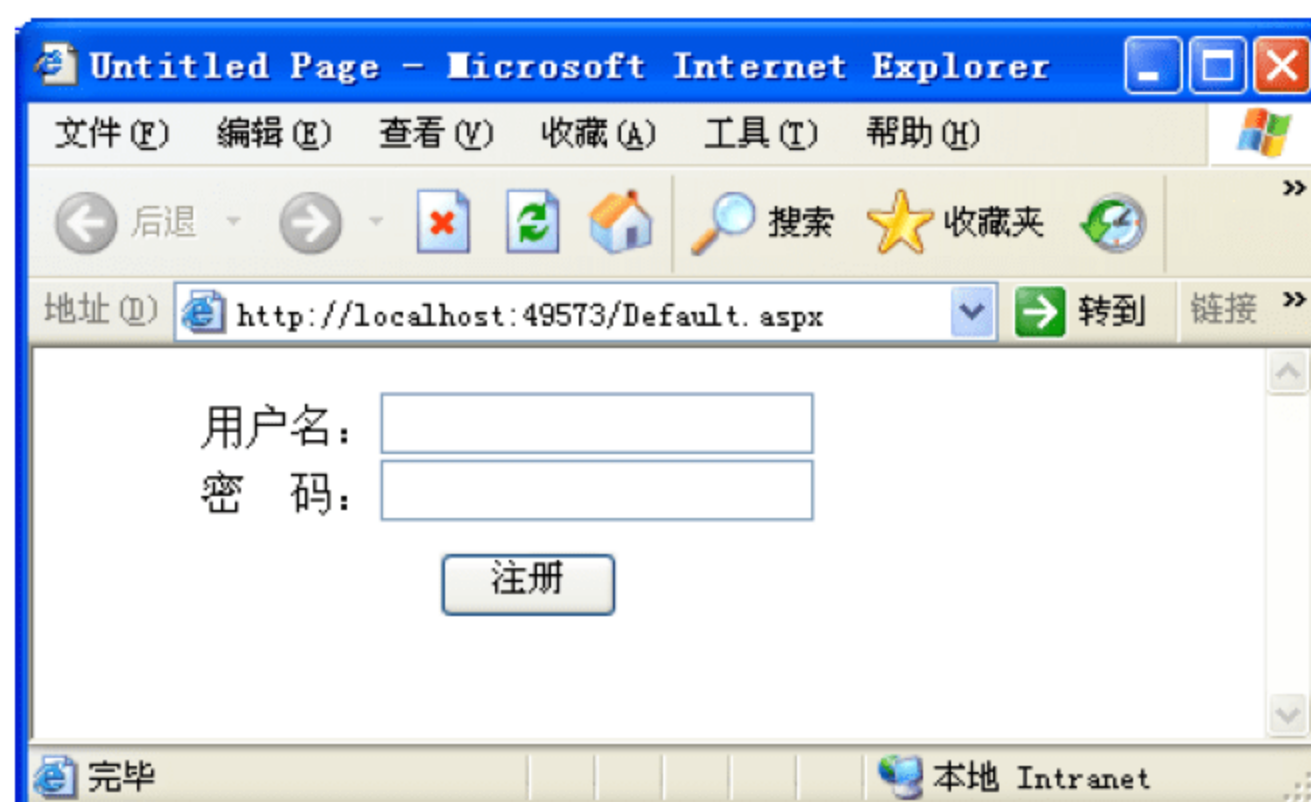 Untitled Page - Microsoft Internet Explorer
文件(F) 编辑(E) 查看(V) 收藏(A) 工具(T) 帮助(H)
后退 搜索 收藏夹 »
地址(D) http://localhost:49573/Default.aspx 转到 链接 »
用户名：
密 码：
注册
完毕 本地 Intranet